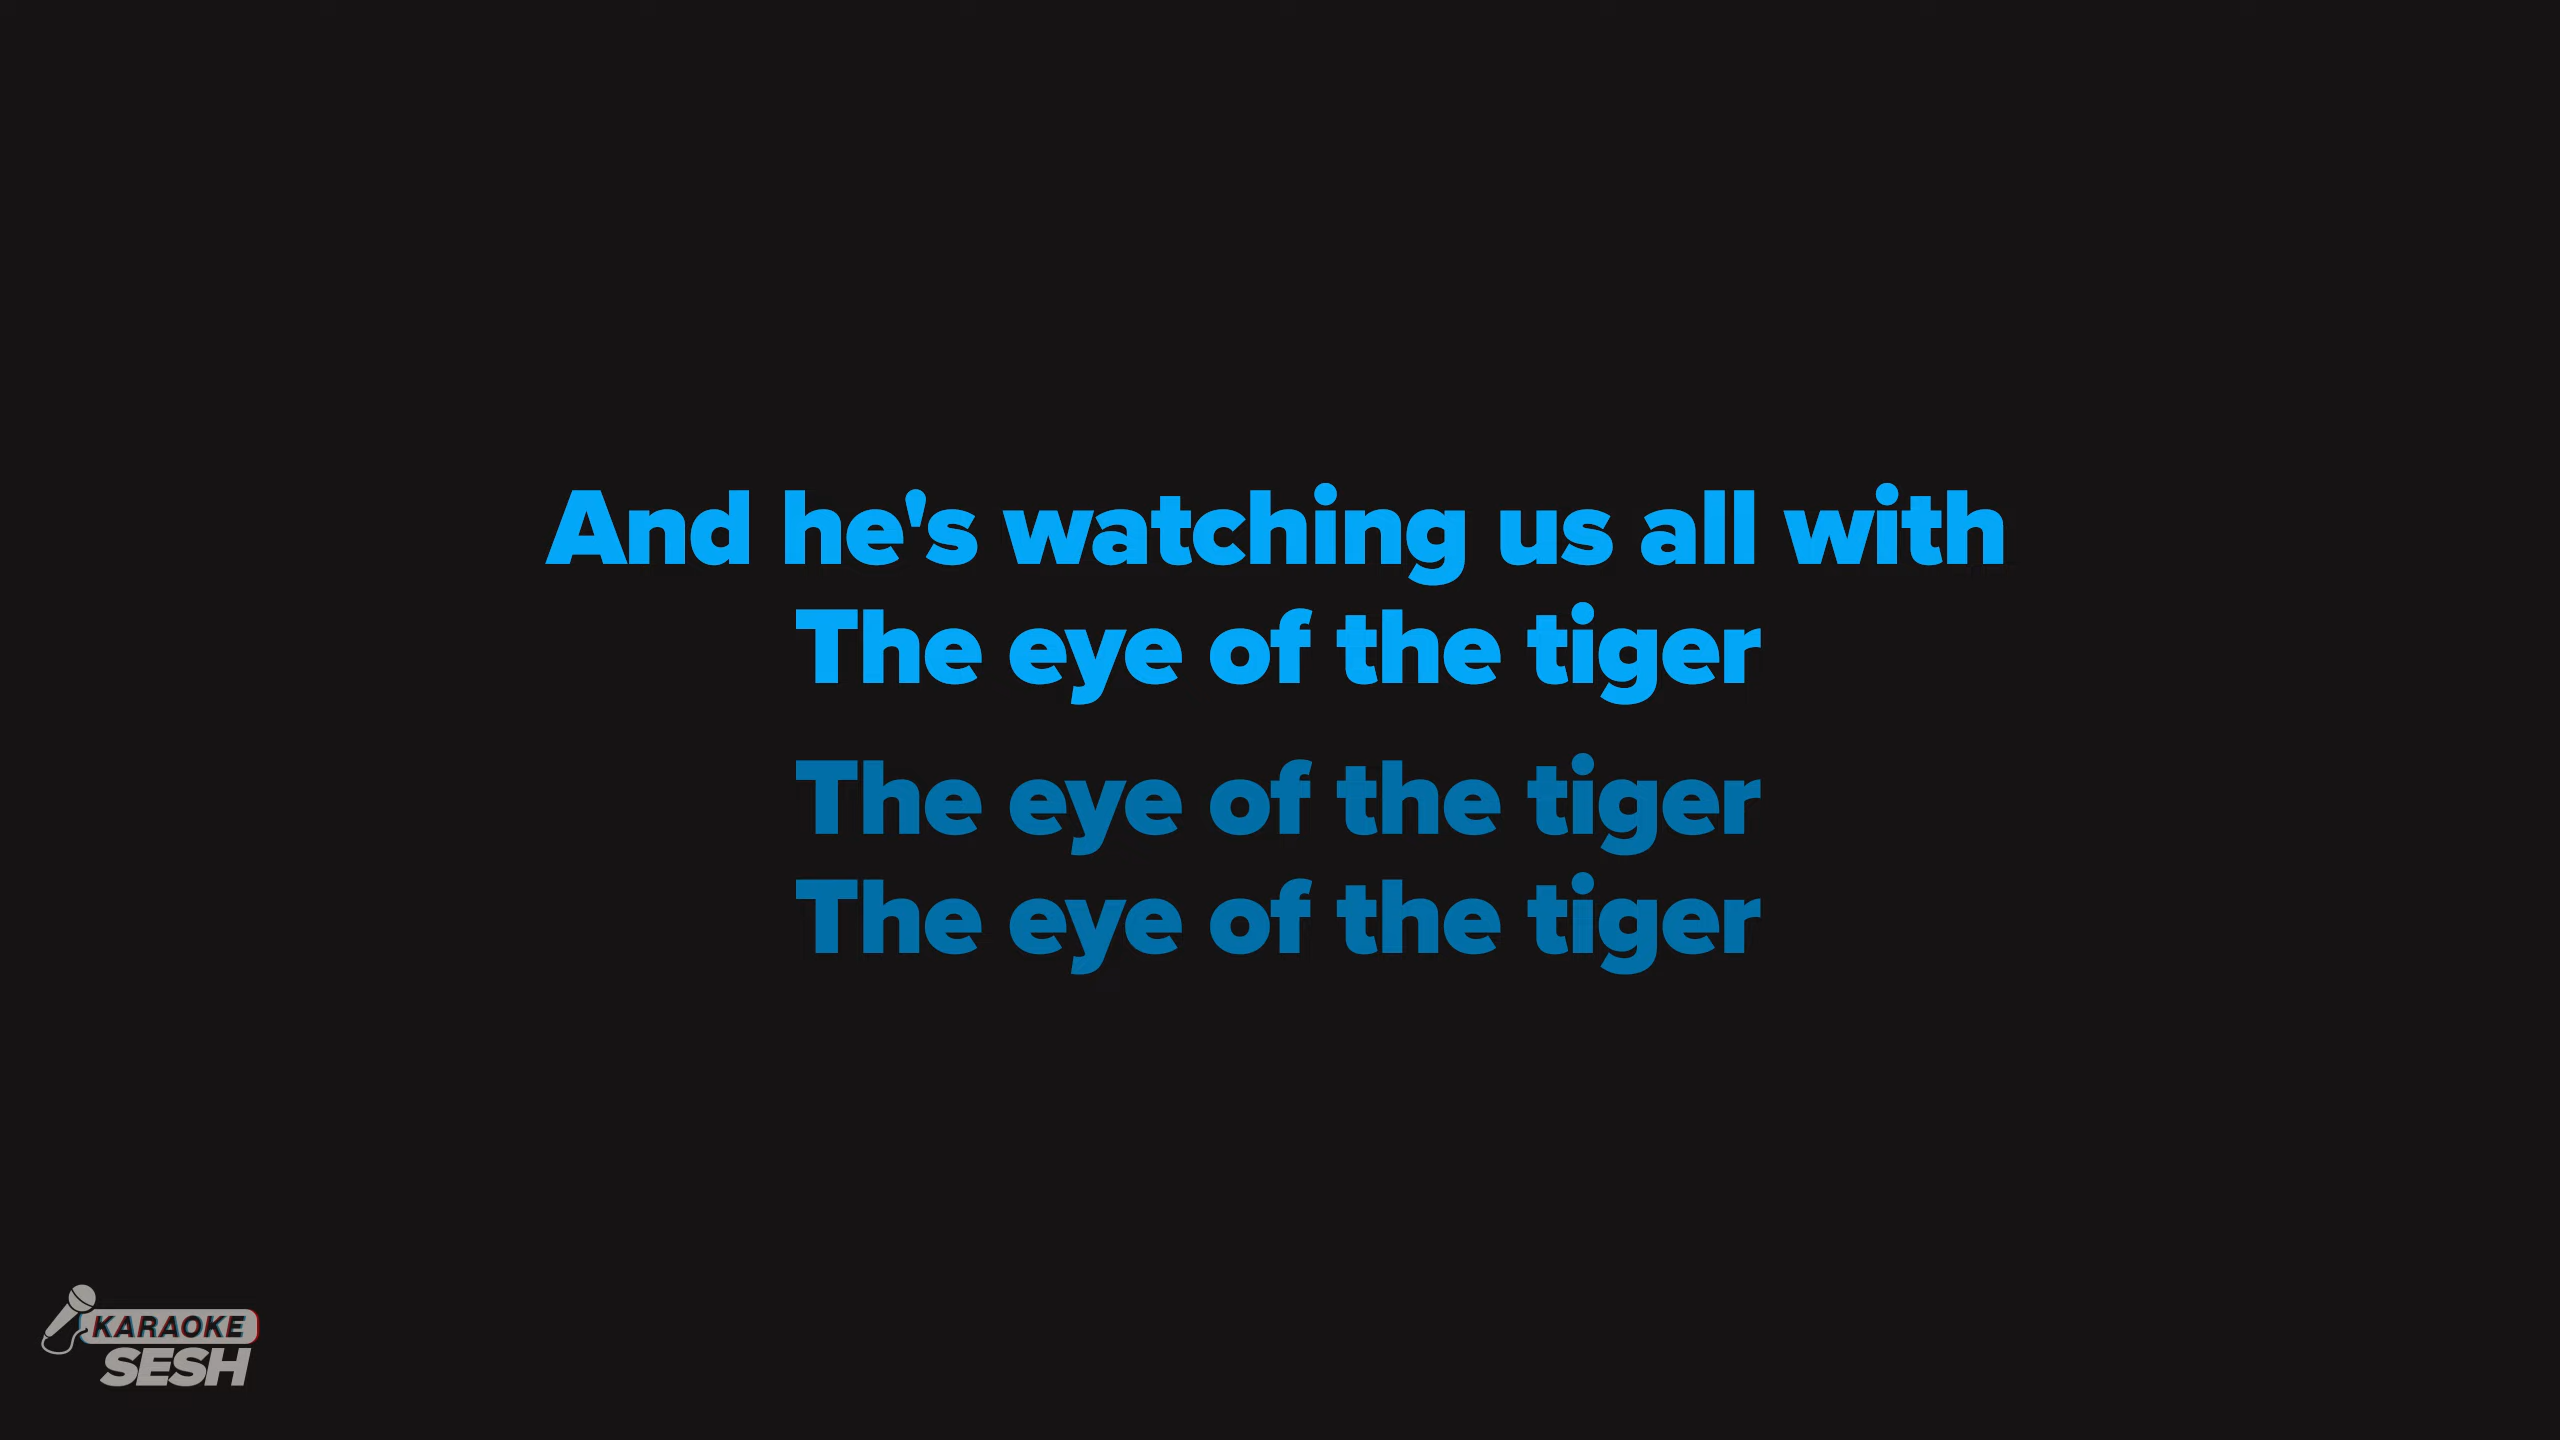 And he's watching us all with
The eye of the tiger
The eye of the tiger
The eye of the tiger
KARAOKE
SESH